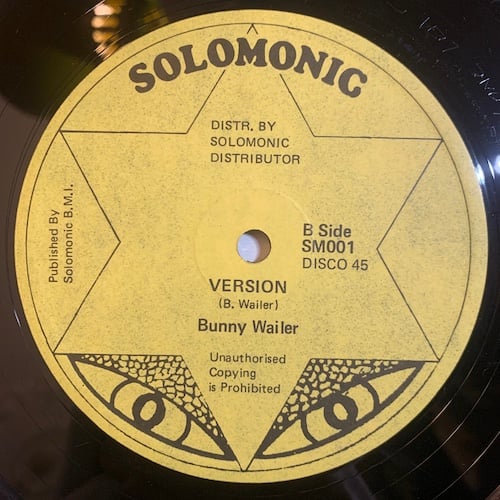 SOLOMONIC
DISTR. BY
SOLOMONIC
DISTRIBUTOR
Published By
Solomonic B.M.I.
B Side
SM001
DISCO 45
VERSION
(B. Wailer)
Bunny Wailer
Unauthorised
Copying
is Prohibited